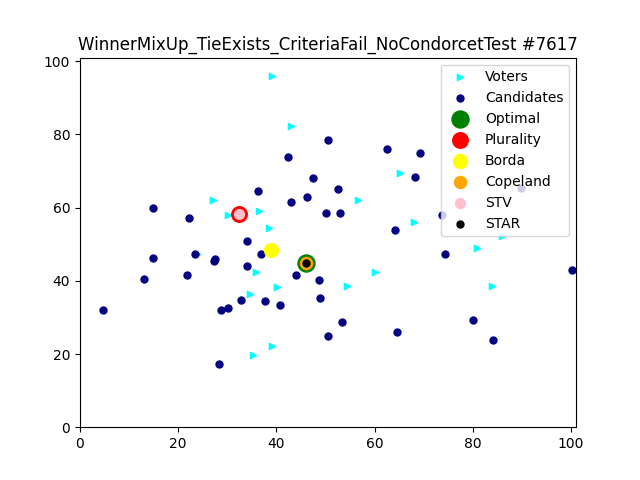 WinnerMixUp_TieExists_CriteriaFail_NoCondorcetTest #7617
100
80
60
40
20
0
0 20 40 60 80 100
Voters
Candidates
Optimal
Plurality
Borda
Copeland
STV
STAR